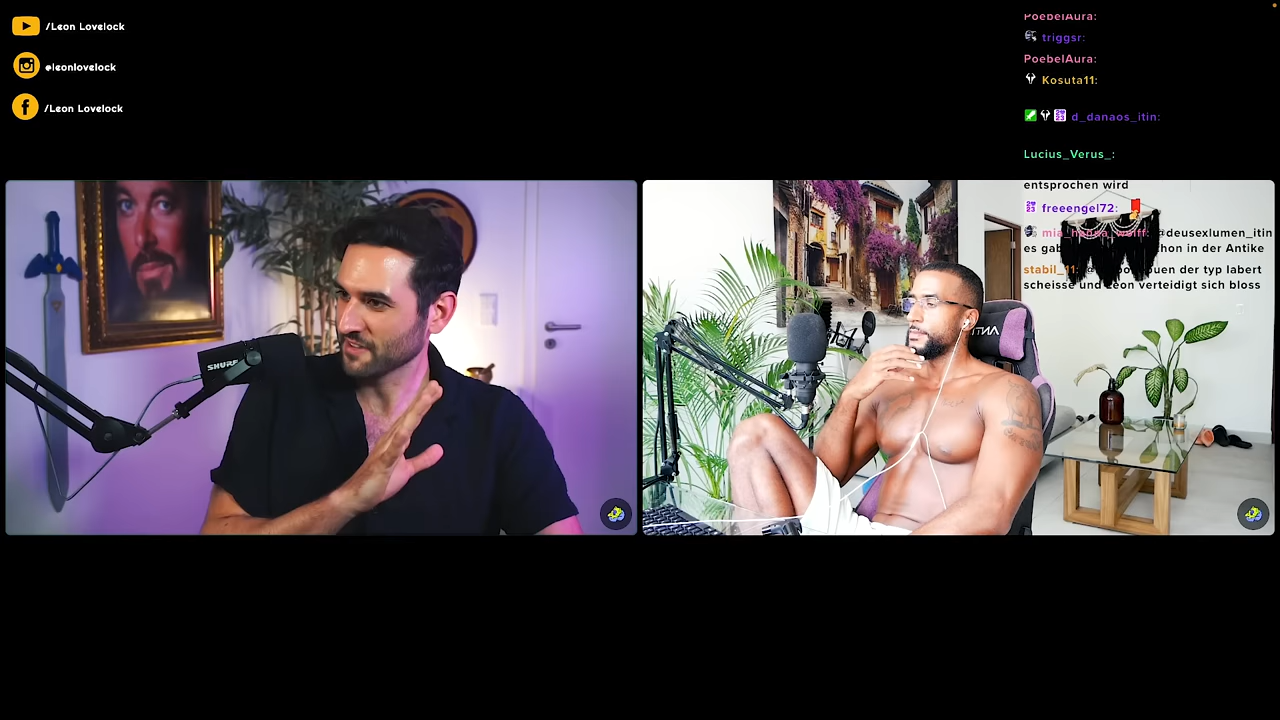 /Leon Lovelock
@leonlovelock
/Leon Lovelock
PoebelAura:
triggsr:
PoebelAura:
Kosuta11:
d_danaos_itin:
Lucius_Verus_:
entsprochen wird
freeengel72:
@deusexlumen_itin
es gab schon in der Antike
stabil_11: der typ labert
scheisse und Leon verteidigt sich bloss
SHURE